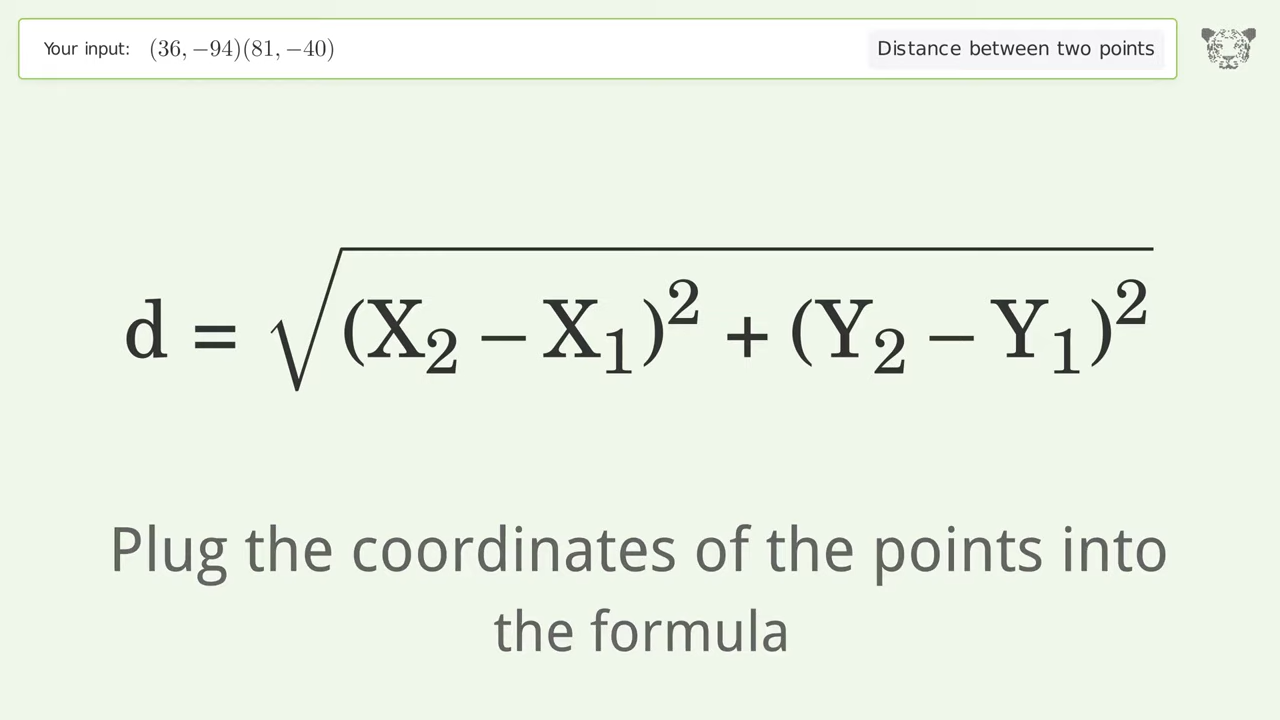 Your input: (36, −94)(81, −40)
Distance between two points
d = √(X₂ − X₁)² + (Y₂ − Y₁)²
Plug the coordinates of the points into
the formula